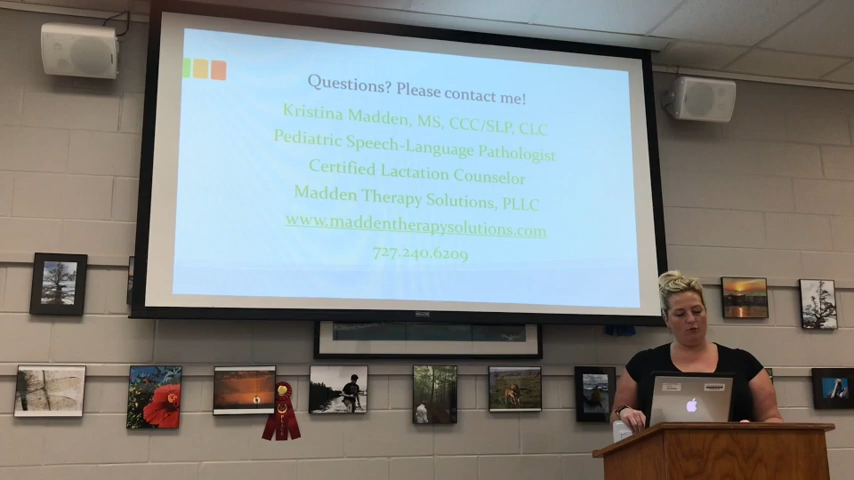 Questions? Please contact me!
Kristina Madden, MS, CCC/SLP, CLC
Pediatric Speech-Language Pathologist
Certified Lactation Counselor
Madden Therapy Solutions, PLLC
www.maddentherapysolutions.com
727.240.6209